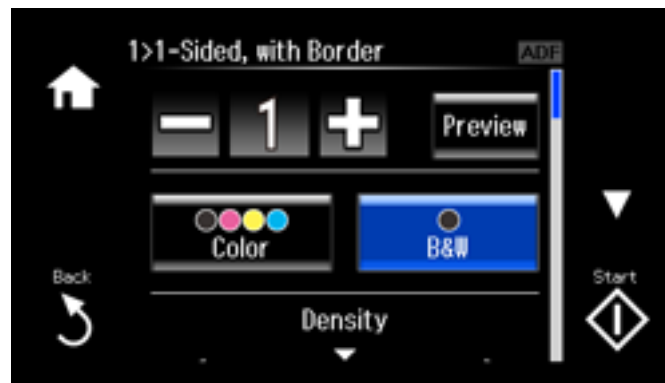 1>1-Sided, with Border
ADF
1
Preview
Color
B&W
Back
Start
Density